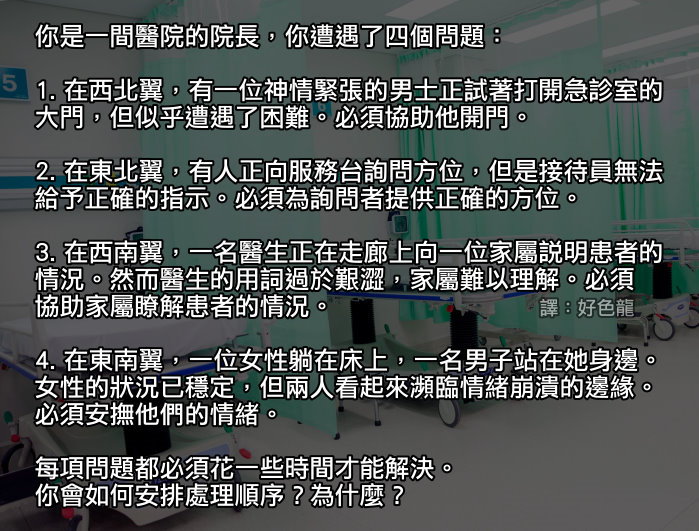 你是一間醫院的院長，你遭遇了四個問題：
1. 在西北翼，有一位神情緊張的男士正試著打開急診室的
大門，但似乎遭遇了困難。必須協助他開門。
2. 在東北翼，有人正向服務台詢問方位，但是接待員無法
給予正確的指示。必須為詢問者提供正確的方位。
3. 在西南翼，一名醫生正在走廊上向一位家屬說明患者的
情況。然而醫生的用詞過於艱澀，家屬難以理解。必須
協助家屬瞭解患者的情況。
譯：好色龍
4. 在東南翼，一位女性躺在床上，一名男子站在她身邊。
女性的狀況已穩定，但兩人看起來瀕臨情緒崩潰的邊緣。
必須安撫他們的情緒。
每項問題都必須花一些時間才能解決。
你會如何安排處理順序？為什麼？
5